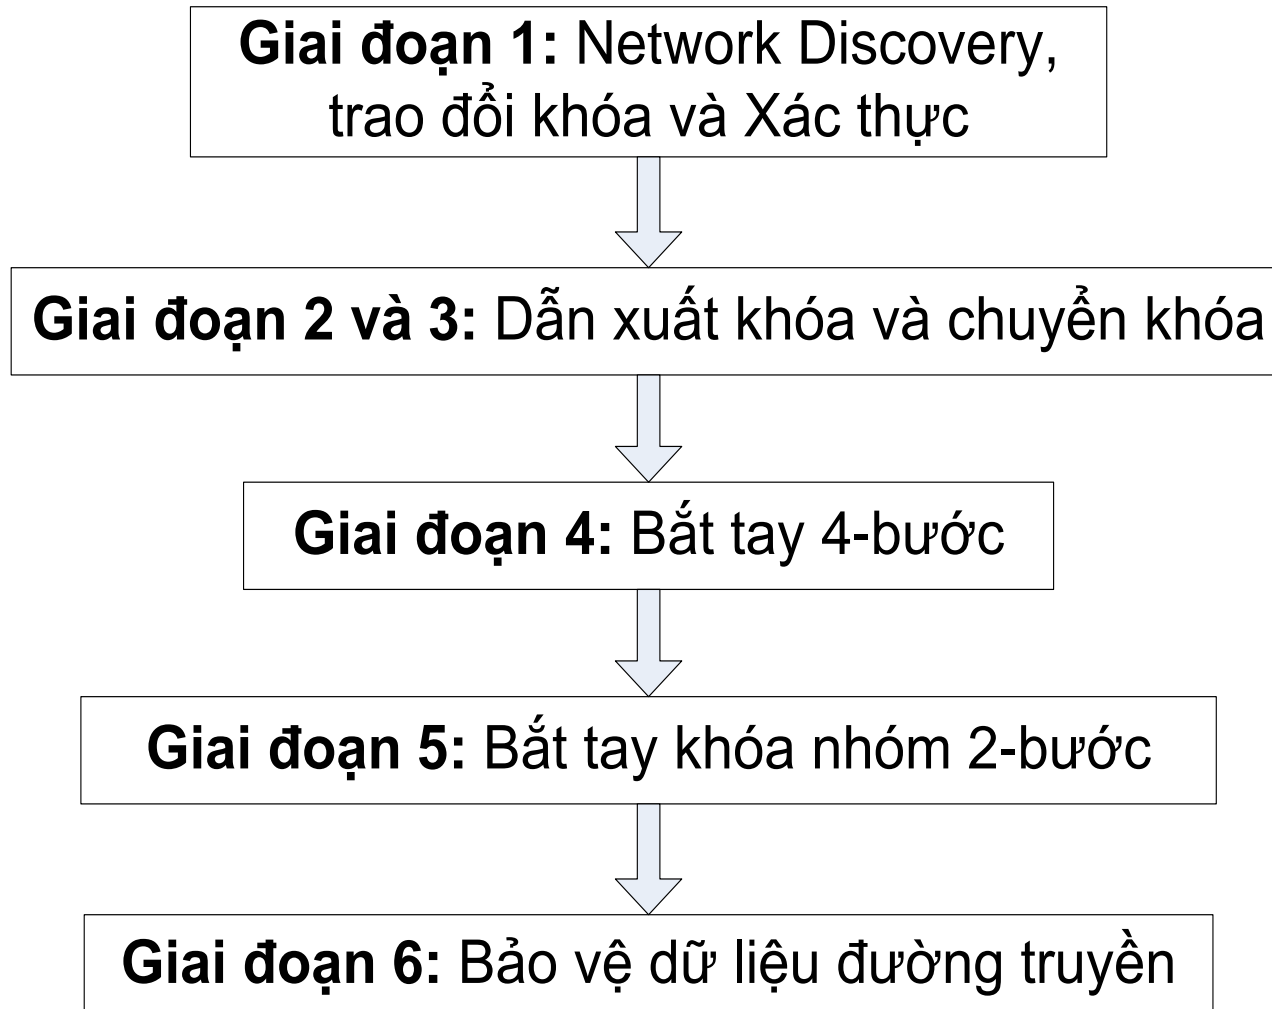 Giai đoạn 1: Network Discovery,
trao đổi khóa và Xác thực
Giai đoạn 2 và 3: Dẫn xuất khóa và chuyển khóa
Giai đoạn 4: Bắt tay 4-bước
Giai đoạn 5: Bắt tay khóa nhóm 2-bước
Giai đoạn 6: Bảo vệ dữ liệu đường truyền